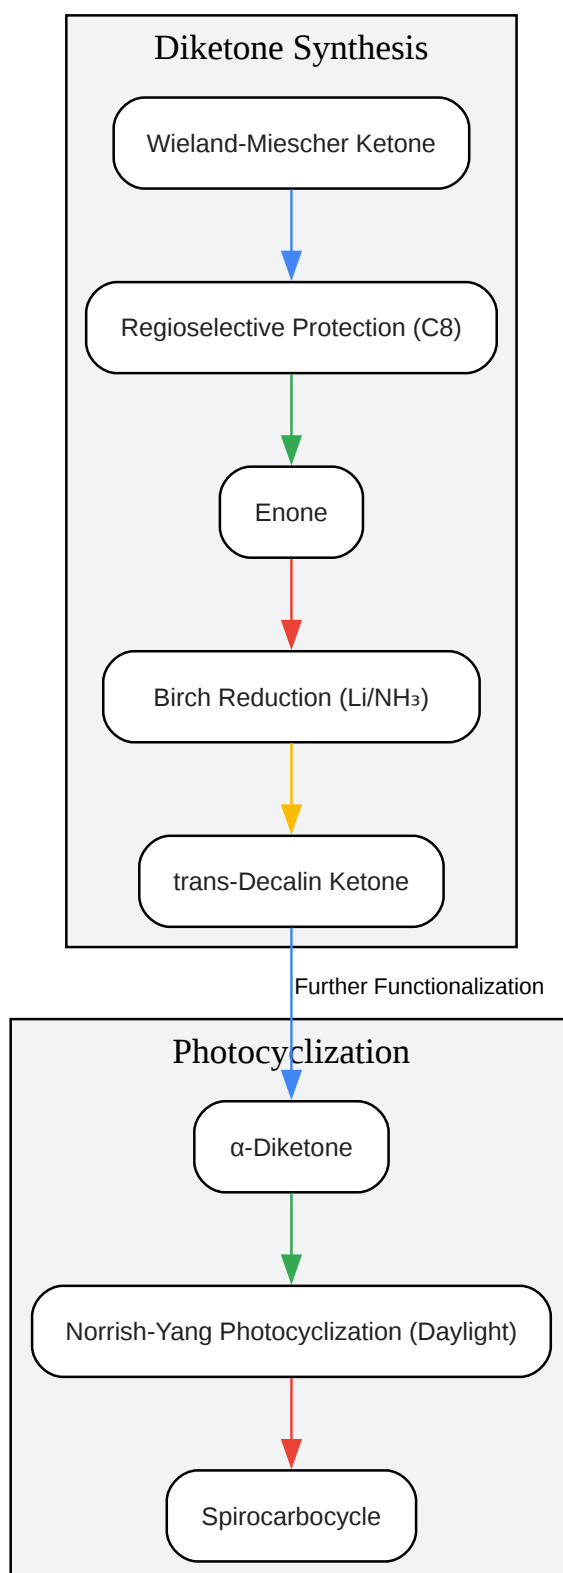 Diketone Synthesis
Wieland-Miescher Ketone
Regioselective Protection (C8)
Enone
Birch Reduction (Li/NH₃)
trans-Decalin Ketone
Further Functionalization
Photocyclization
α-Diketone
Norrish-Yang Photocyclization (Daylight)
Spirocarbocycle